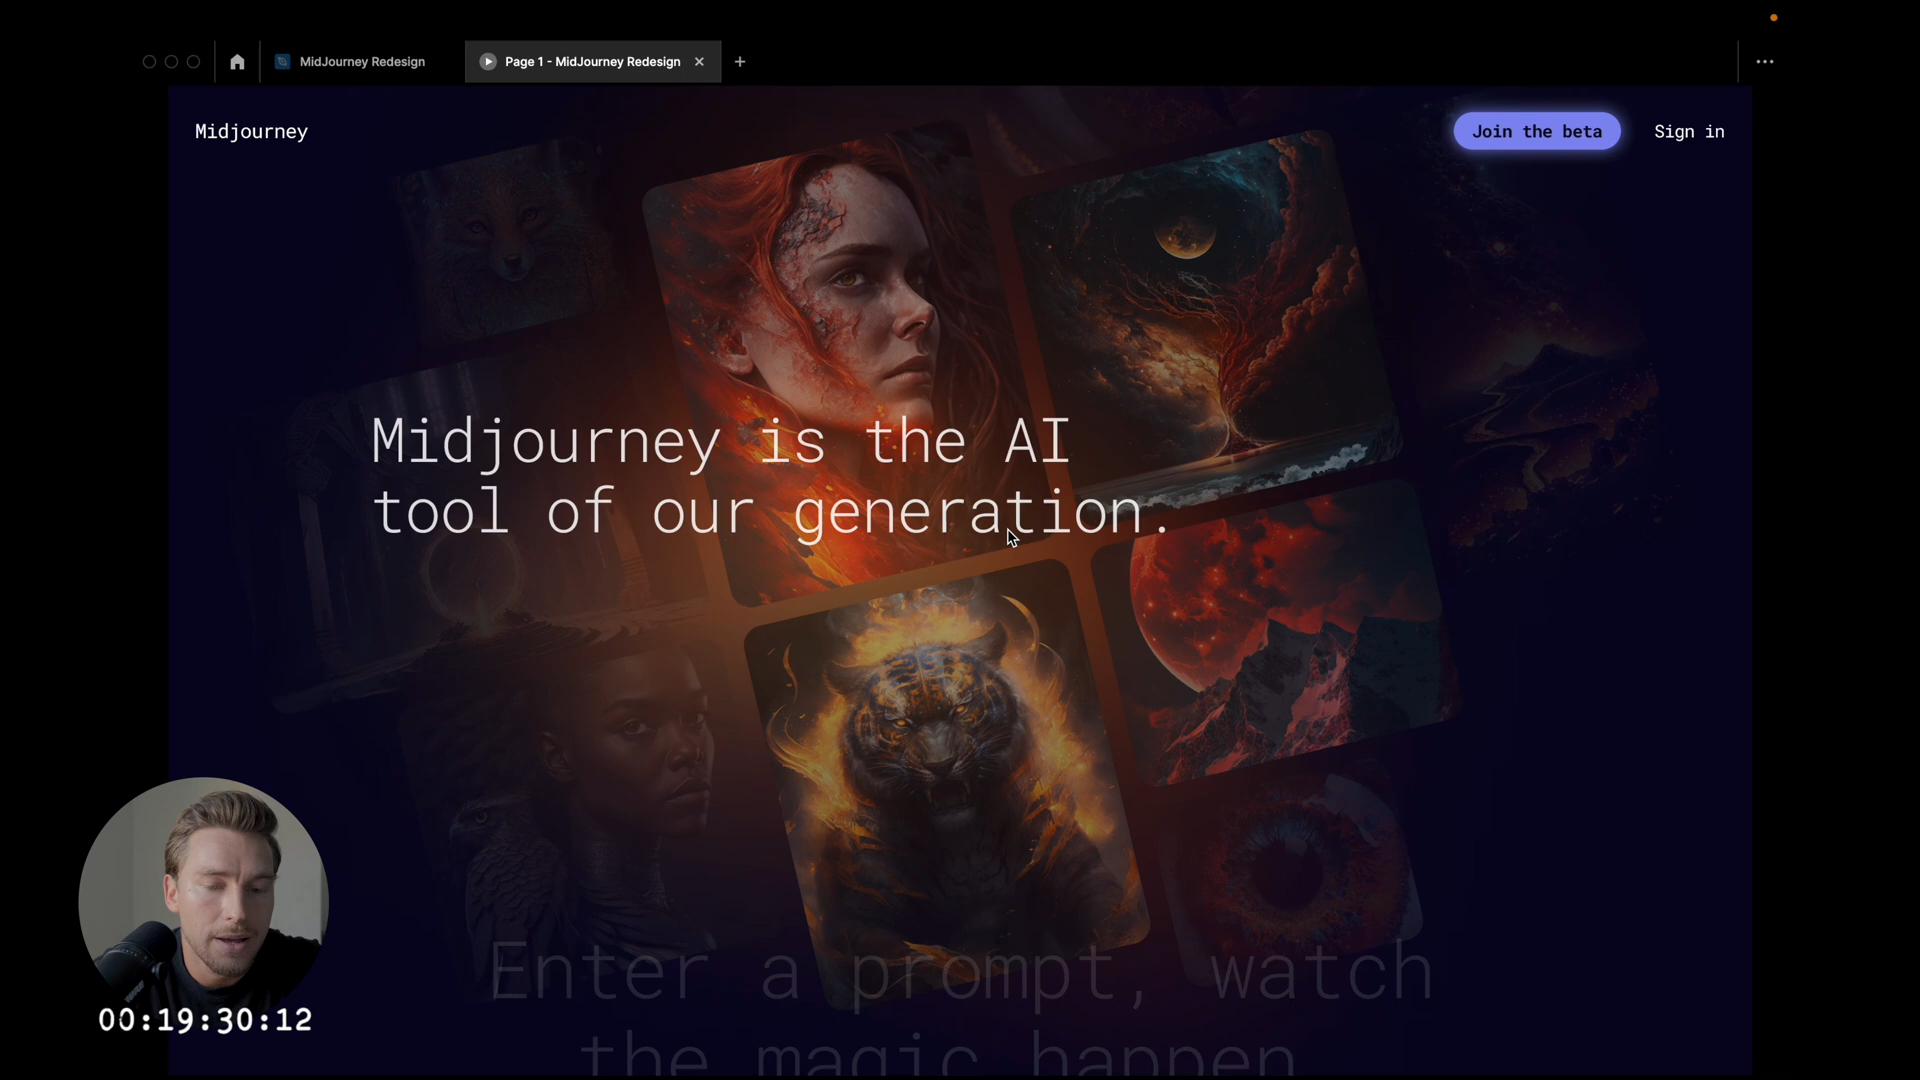 MidJourney Redesign
Page 1 - MidJourney Redesign
Midjourney
Join the beta
Sign in
Midjourney is the AI
tool of our generation.
Enter a prompt, watch
the magic happen
00:19:30:12